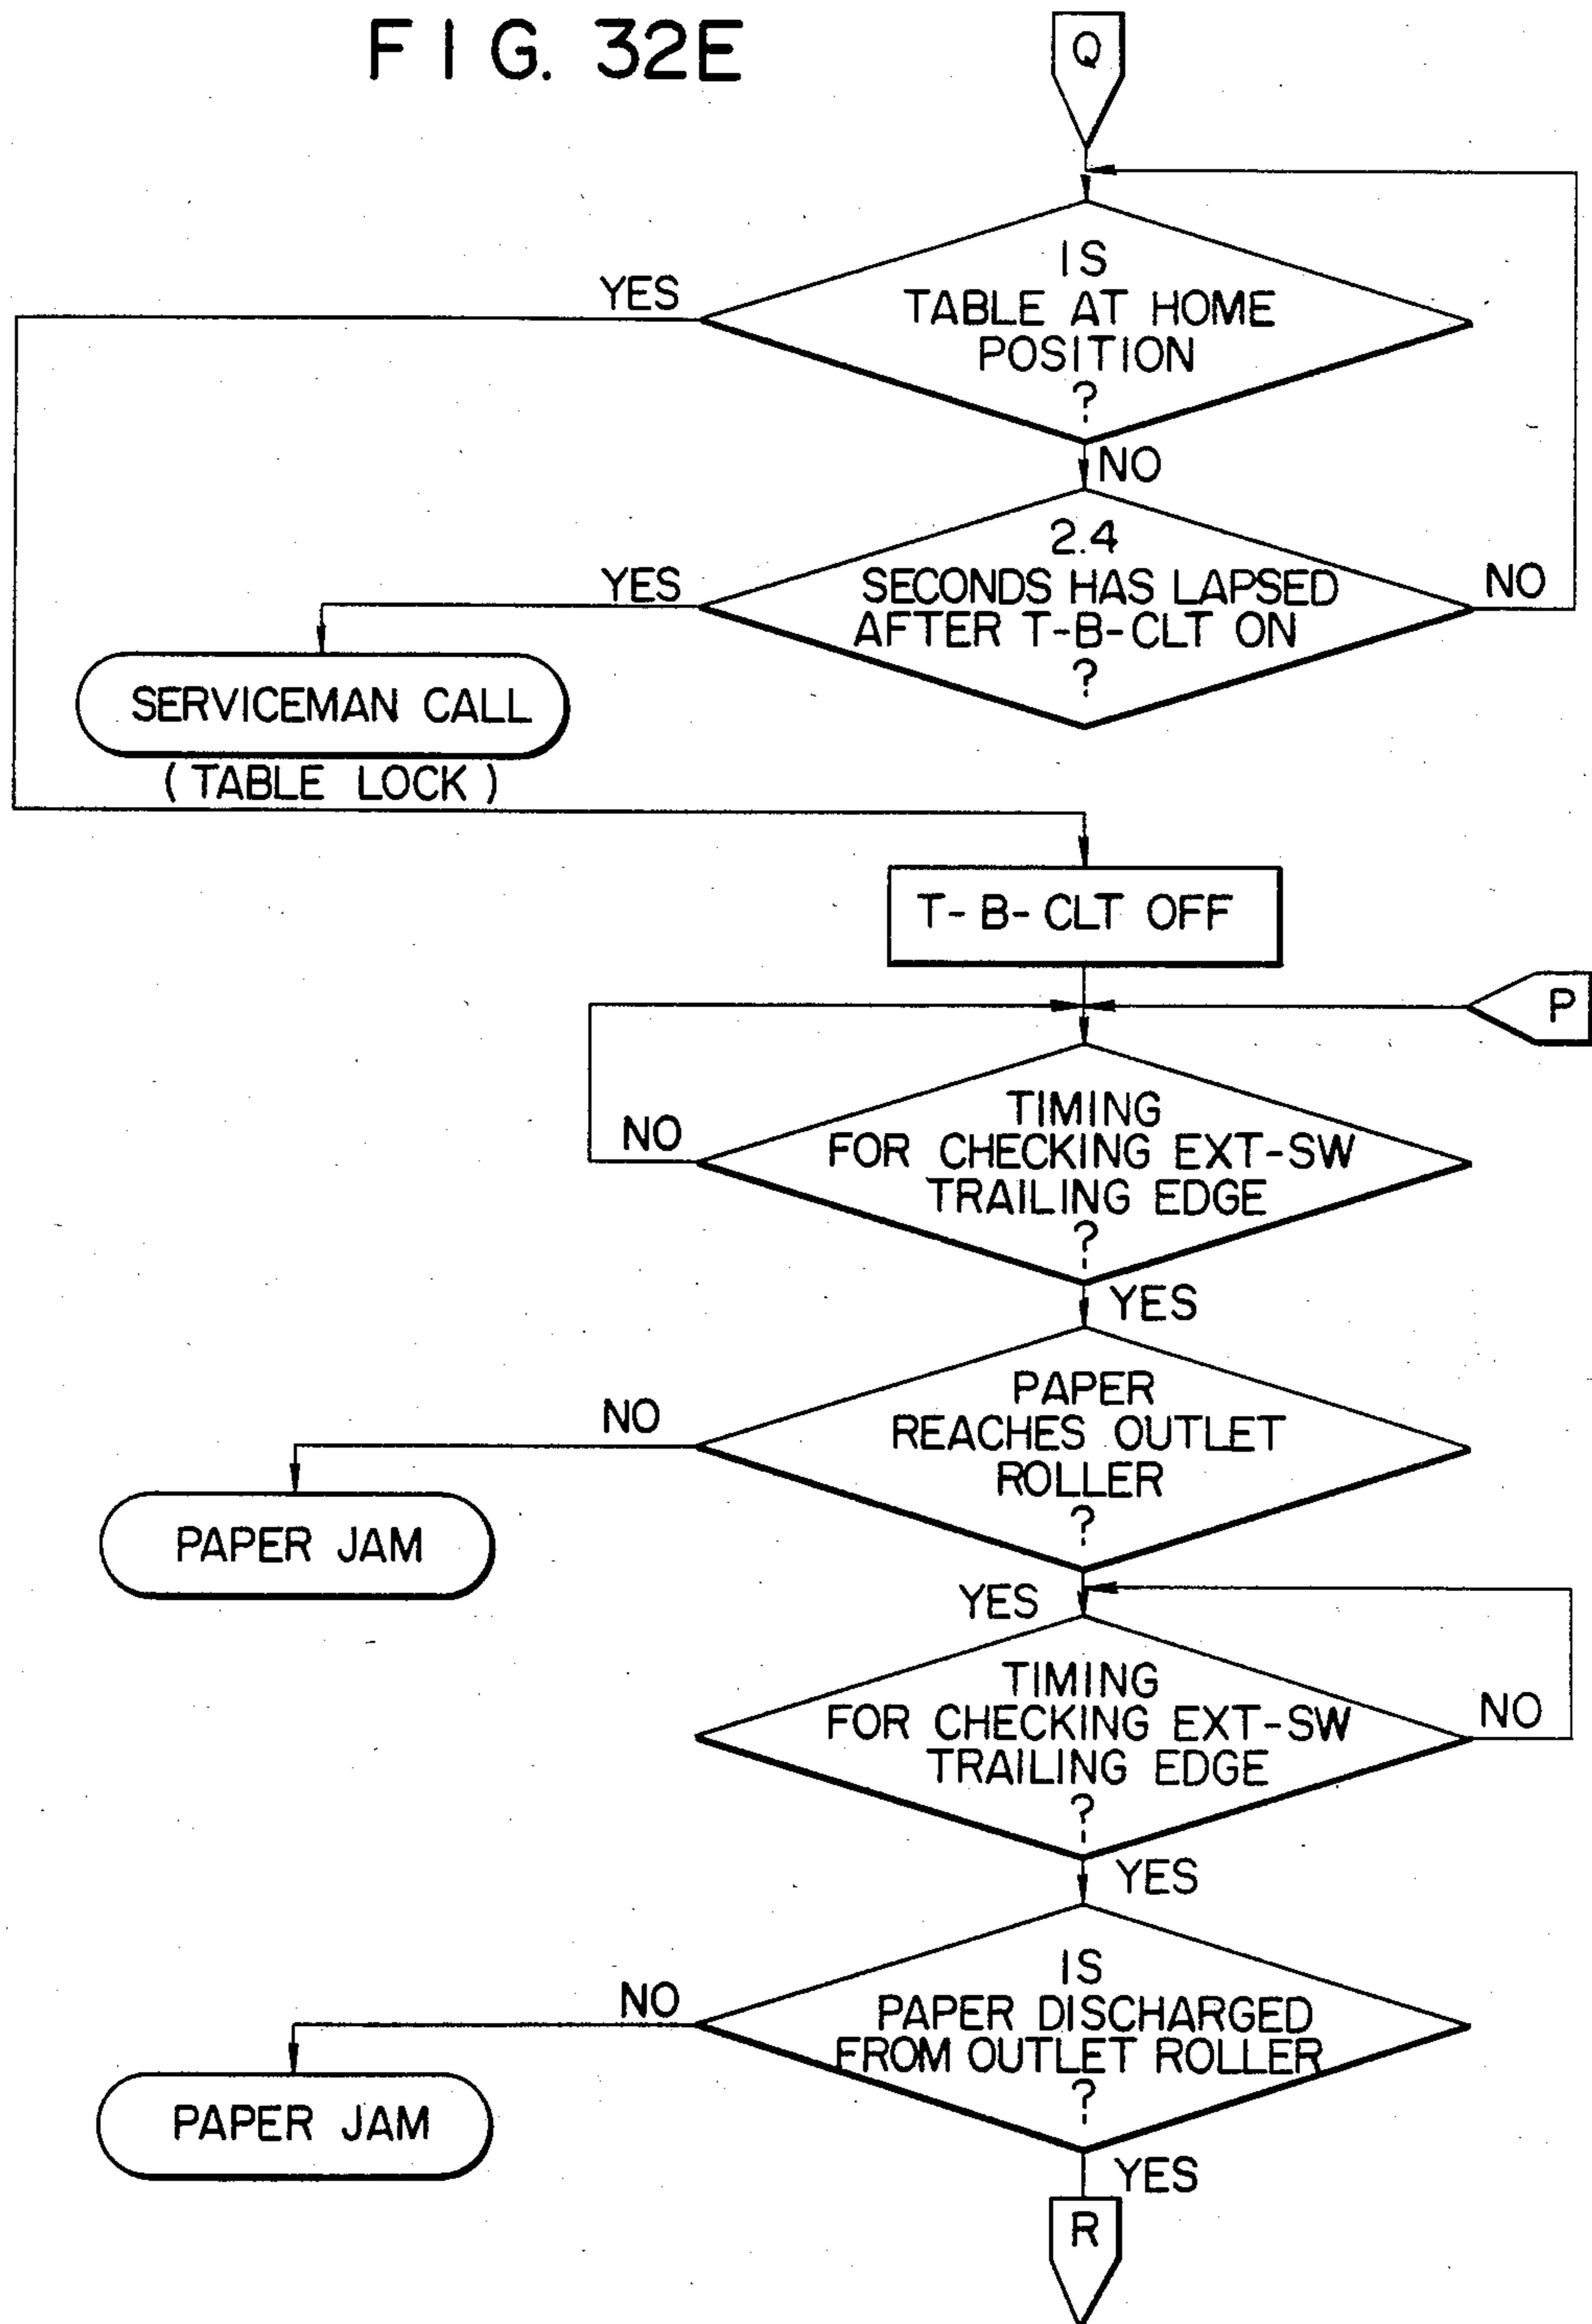 FIG. 32E
Q
IS
TABLE AT HOME
POSITION
?
YES
NO
2.4
SECONDS HAS LAPSED
AFTER T-B-CLT ON
?
YES
NO
SERVICEMAN CALL
(TABLE LOCK)
T-B-CLT OFF
P
TIMING
FOR CHECKING EXT-SW
TRAILING EDGE
?
NO
YES
PAPER
REACHES OUTLET
ROLLER
?
NO
PAPER JAM
YES
TIMING
FOR CHECKING EXT-SW
TRAILING EDGE
?
NO
YES
IS
PAPER DISCHARGED
FROM OUTLET ROLLER
?
NO
PAPER JAM
YES
R